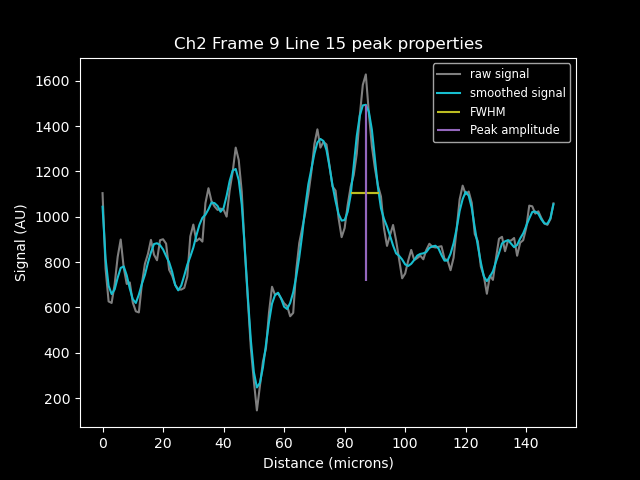 Ch2 Frame 9 Line 15 peak properties
raw signal
smoothed signal
FWHM
Peak amplitude
Signal (AU)
1600
1400
1200
1000
800
600
400
200
0 20 40 60 80 100 120 140
Distance (microns)